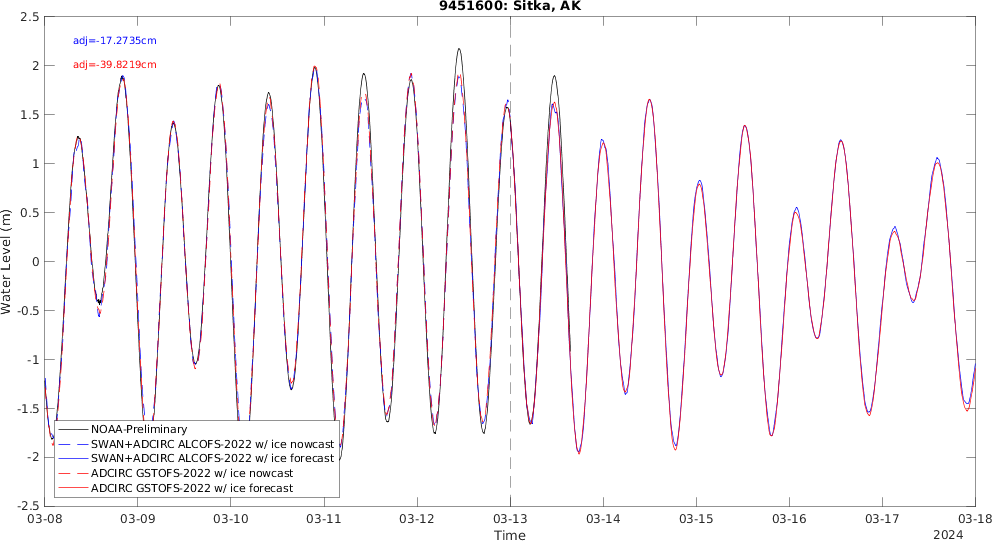 9451600: Sitka, AK
2.5
adj=-17.2735cm
2
adj=-39.8219cm
1.5
1
0.5
0
-0.5
-1
-1.5
-2
-2.5
Water Level (m)
NOAA-Preliminary
SWAN+ADCIRC ALCOFS-2022 w/ ice nowcast
SWAN+ADCIRC ALCOFS-2022 w/ ice forecast
ADCIRC GSTOFS-2022 w/ ice nowcast
ADCIRC GSTOFS-2022 w/ ice forecast
03-08 03-09 03-10 03-11 03-12 03-13 03-14 03-15 03-16 03-17 03-18
Time
2024